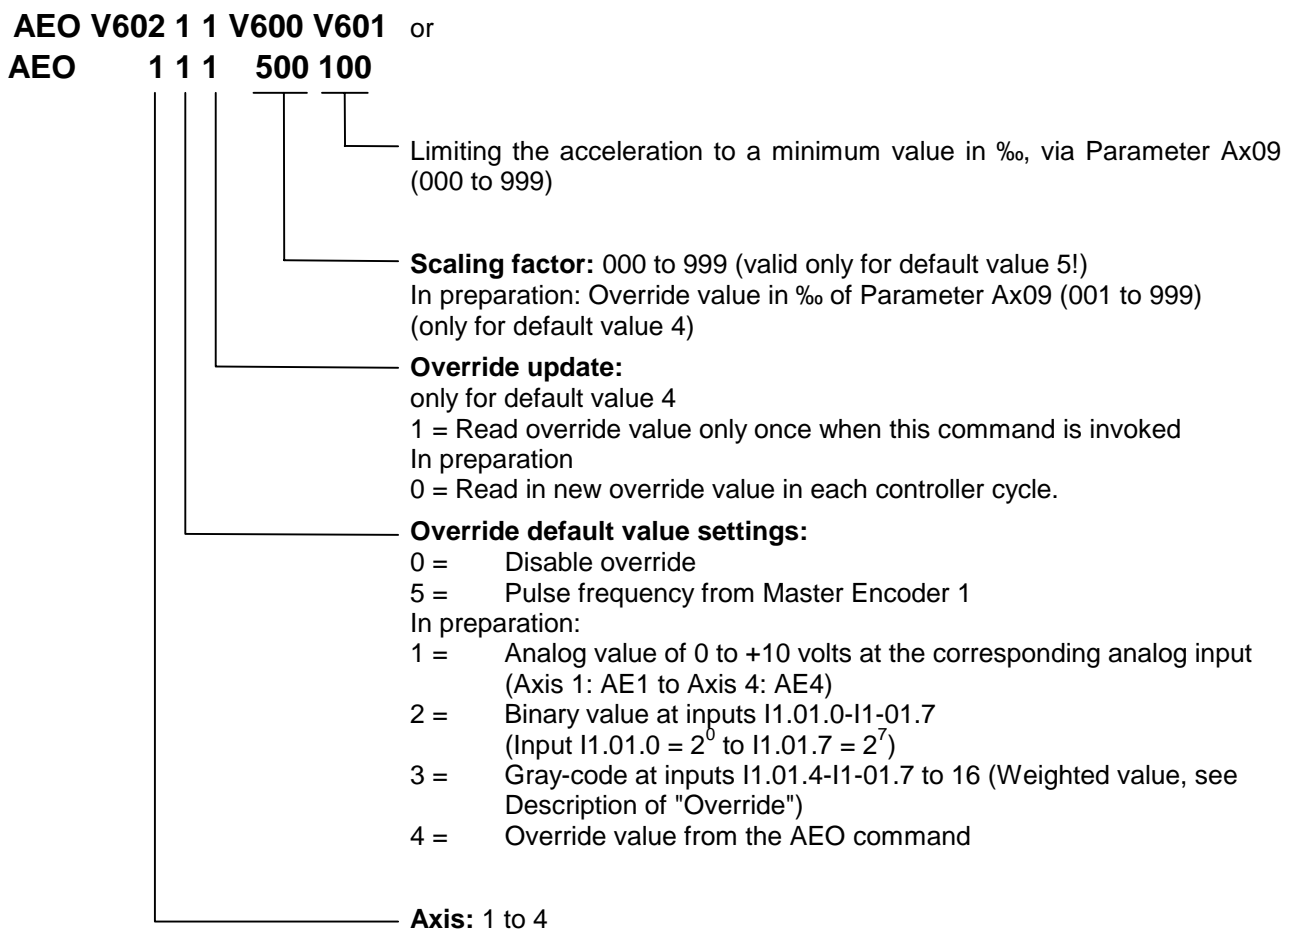 AEO V602 1 1 V600 V601 or
AEO 1 1 1 500 100
Limiting the acceleration to a minimum value in ‰, via Parameter Ax09
(000 to 999)
Scaling factor: 000 to 999 (valid only for default value 5!)
In preparation: Override value in ‰ of Parameter Ax09 (001 to 999)
(only for default value 4)
Override update:
only for default value 4
1 = Read override value only once when this command is invoked
In preparation
0 = Read in new override value in each controller cycle.
Override default value settings:
0 = Disable override
5 = Pulse frequency from Master Encoder 1
In preparation:
1 = Analog value of 0 to +10 volts at the corresponding analog input
(Axis 1: AE1 to Axis 4: AE4)
2 = Binary value at inputs I1.01.0-I1-01.7
(Input I1.01.0 = 2^0 to I1.01.7 = 2^7)
3 = Gray-code at inputs I1.01.4-I1-01.7 to 16 (Weighted value, see
Description of "Override")
4 = Override value from the AEO command
Axis: 1 to 4